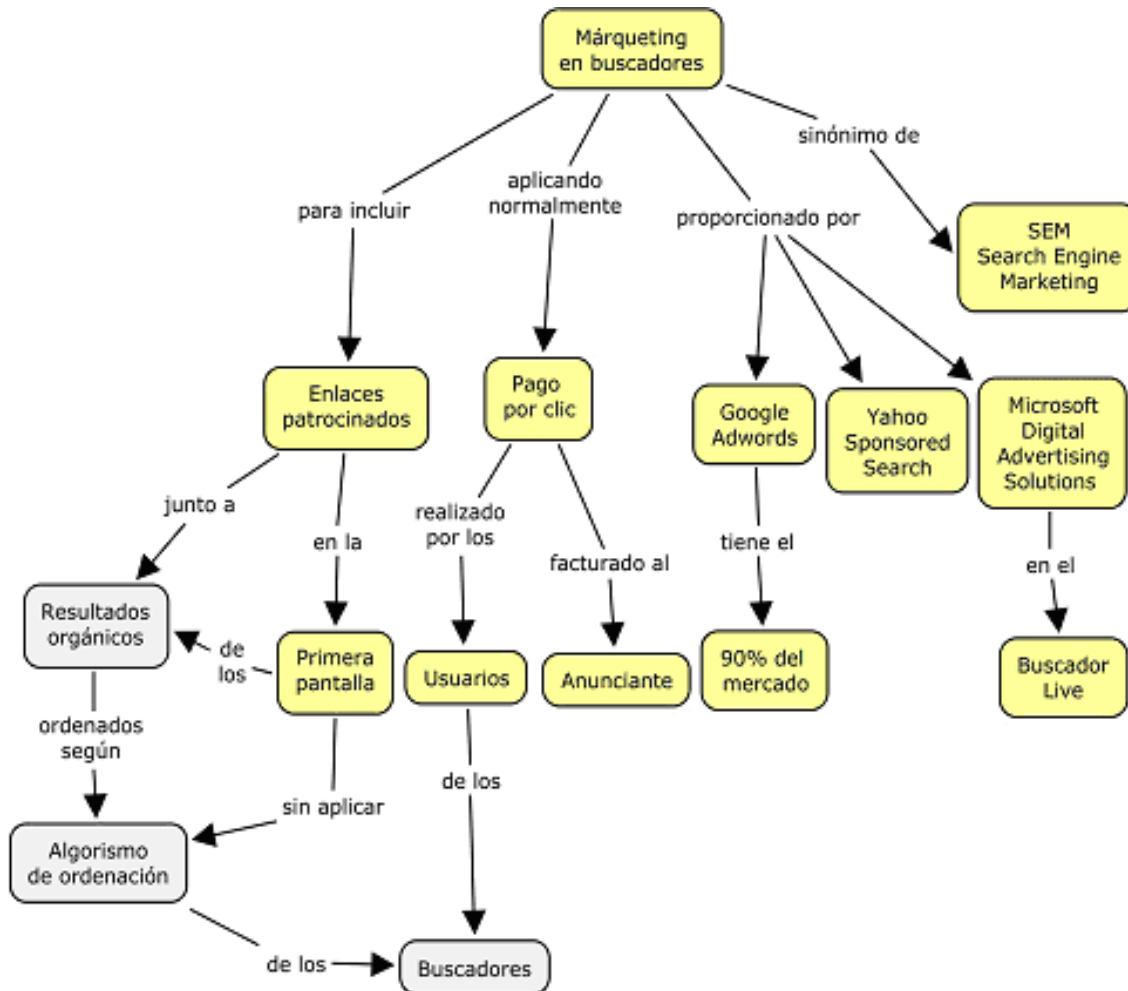 Márqueting
en buscadores
sinónimo de
aplicando
normalmente
para incluir
proporcionado por
SEM
Search Engine
Marketing
Enlaces
patrocinados
Pago
por clic
Google
Adwords
Yahoo
Sponsored
Search
Microsoft
Digital
Advertising
Solutions
junto a
en la
realizado
por los
facturado al
tiene el
en el
Resultados
orgánicos
de
los
Primera
pantalla
Usuarios
Anunciante
90% del
mercado
Buscador
Live
ordenados
según
sin aplicar
de los
Algorismo
de ordenación
de los
Buscadores